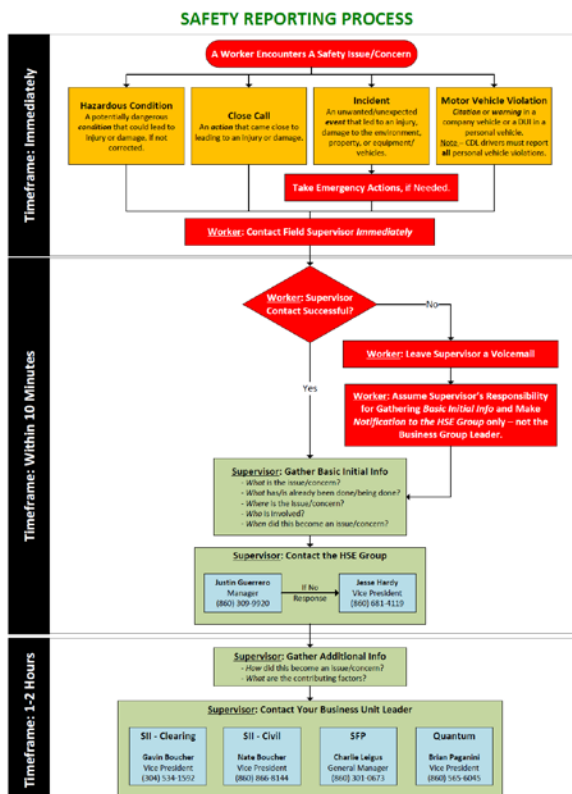 SAFETY REPORTING PROCESS
Timeframe: Immediately
A Worker Encounters A Safety Issue/Concern
Hazardous Condition
A potentially dangerous
condition that could lead to
injury or damage, if not
corrected.
Close Call
An action that came close to
leading to an injury or damage.
Incident
An unwanted/unexpected
event that led to an injury,
damage to the environment,
property, or equipment/
vehicles.
Motor Vehicle Violation
Citation or warning in a
company vehicle or a DUI in a
personal vehicle.
Note – CDL drivers must report
all personal vehicle violations.
Take Emergency Actions, if Needed.
Worker: Contact Field Supervisor Immediately
Timeframe: Within 10 Minutes
Worker: Supervisor
Contact Successful?
No
Yes
Worker: Leave Supervisor a Voicemail
Worker: Assume Supervisor's Responsibility
for Gathering Basic Initial Info and Make
Notification to the HSE Group only – not the
Business Group Leader.
Supervisor: Gather Basic Initial Info
- What is the issue/concern?
- What has/is already been done/being done?
- Where is the issue/concern?
- Who is involved?
- When did this become an issue/concern?
Supervisor: Contact the HSE Group
Justin Guerrero
Manager
(860) 309-9920
If No
Response
Jesse Hardy
Vice President
(860) 681-4119
Timeframe: 1-2 Hours
Supervisor: Gather Additional Info
- How did this become an issue/concern?
- What are the contributing factors?
Supervisor: Contact Your Business Unit Leader
SII - Clearing
Gavin Boucher
Vice President
(304) 534-1592
SII - Civil
Nate Boucher
Vice President
(860) 866-8144
SFP
Charlie Leigus
General Manager
(860) 301-0673
Quantum
Brian Paganini
Vice President
(860) 565-6045